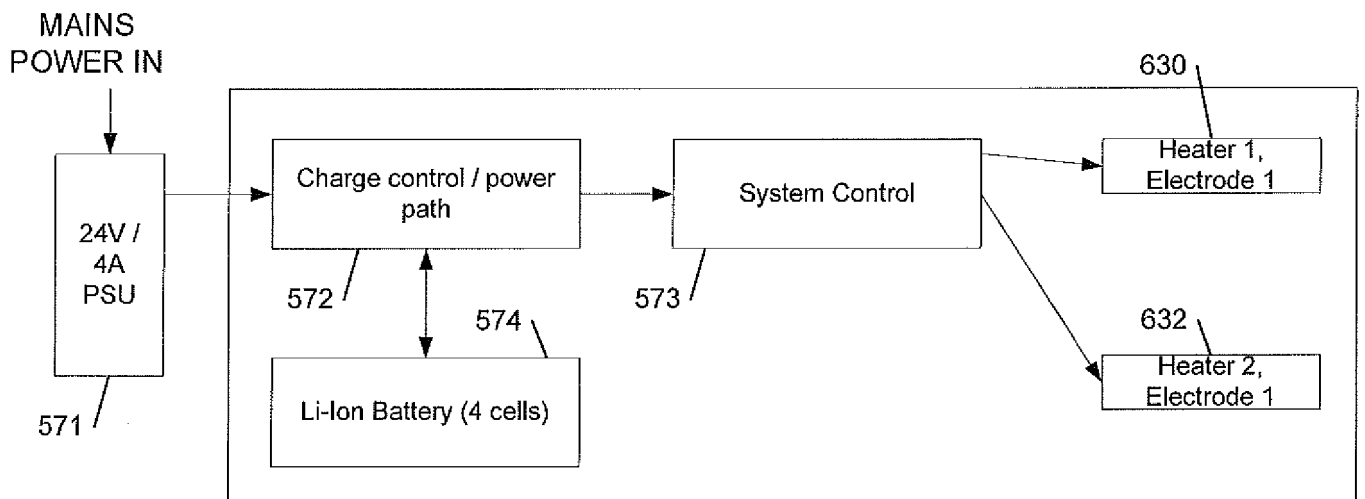 MAINS
POWER IN
630
Heater 1,
Electrode 1
Charge control / power
path
System Control
24V /
4A
PSU
572
573
574
632
Heater 2,
Electrode 1
Li-Ion Battery (4 cells)
571